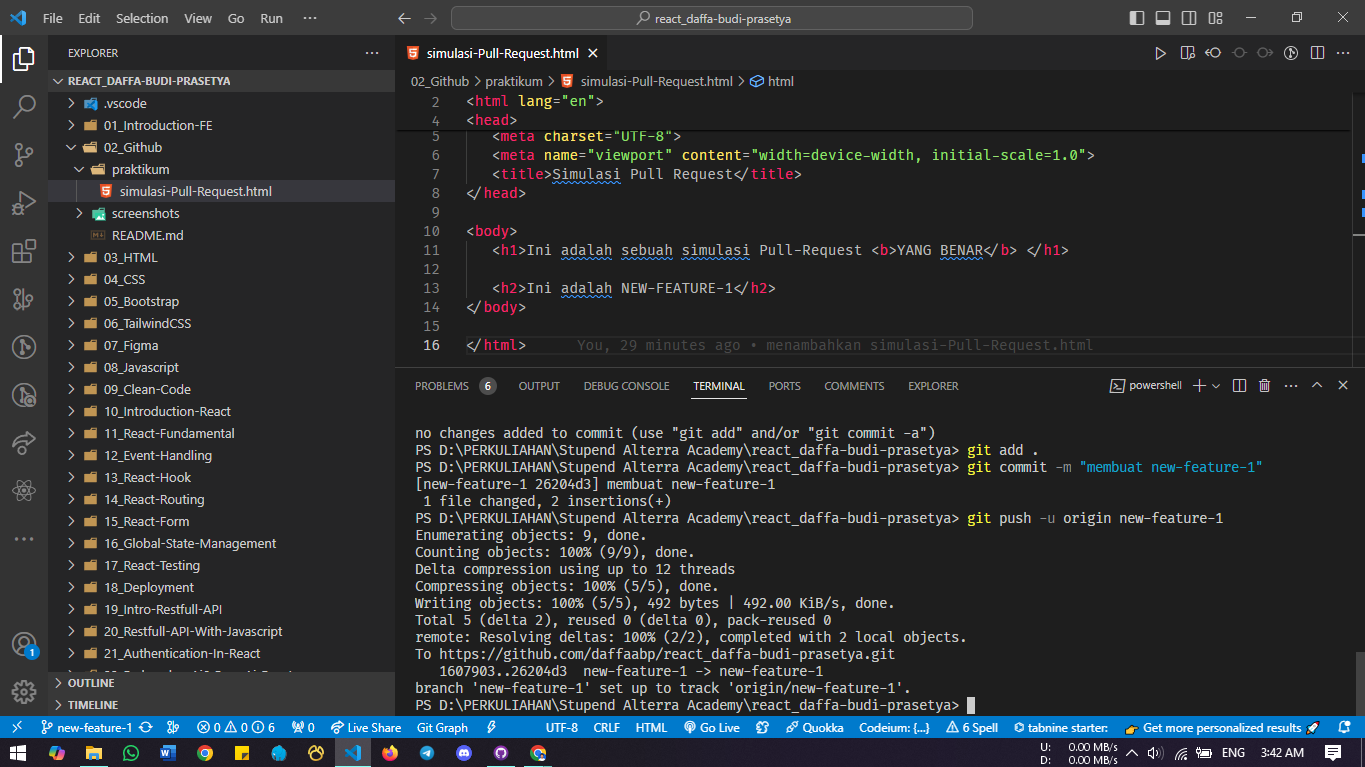 File Edit Selection View Go Run ···
react_daffa-budi-prasetya
EXPLORER
REACT_DAFFA-BUDI-PRASETYA
.vscode
01_Introduction-FE
02_Github
praktikum
simulasi-Pull-Request.html
screenshots
README.md
03_HTML
04_CSS
05_Bootstrap
06_TailwindCSS
07_Figma
08_Javascript
09_Clean-Code
10_Introduction-React
11_React-Fundamental
12_Event-Handling
13_React-Hook
14_React-Routing
15_React-Form
16_Global-State-Management
17_React-Testing
18_Deployment
19_Intro-Restfull-API
20_Restfull-API-With-Javascript
21_Authentication-In-React
OUTLINE
TIMELINE
1
simulasi-Pull-Request.html
02_Github > praktikum > simulasi-Pull-Request.html > html
2 <html lang="en">
4 <head>
5 <meta charset="UTF-8">
6 <meta name="viewport" content="width=device-width, initial-scale=1.0">
7 <title>Simulasi Pull Request</title>
8 </head>
9
10 <body>
11 <h1>Ini adalah sebuah simulasi Pull-Request <b>YANG BENAR</b> </h1>
12
13 <h2>Ini adalah NEW-FEATURE-1</h2>
14 </body>
15
16 </html> You, 29 minutes ago • menambahkan simulasi-Pull-Request.html
PROBLEMS 6 OUTPUT DEBUG CONSOLE TERMINAL PORTS COMMENTS EXPLORER powershell
no changes added to commit (use "git add" and/or "git commit -a")
PS D:\PERKULIAHAN\Stupend Alterra Academy\react_daffa-budi-prasetya> git add .
PS D:\PERKULIAHAN\Stupend Alterra Academy\react_daffa-budi-prasetya> git commit -m "membuat new-feature-1"
[new-feature-1 26204d3] membuat new-feature-1
1 file changed, 2 insertions(+)
PS D:\PERKULIAHAN\Stupend Alterra Academy\react_daffa-budi-prasetya> git push -u origin new-feature-1
Enumerating objects: 9, done.
Counting objects: 100% (9/9), done.
Delta compression using up to 12 threads
Compressing objects: 100% (5/5), done.
Writing objects: 100% (5/5), 492 bytes | 492.00 KiB/s, done.
Total 5 (delta 2), reused 0 (delta 0), pack-reused 0
remote: Resolving deltas: 100% (2/2), completed with 2 local objects.
To https://github.com/daffaabp/react_daffa-budi-prasetya.git
1607903..26204d3 new-feature-1 -> new-feature-1
branch 'new-feature-1' set up to track 'origin/new-feature-1'.
PS D:\PERKULIAHAN\Stupend Alterra Academy\react_daffa-budi-prasetya>
new-feature-1 0 0 6 0 Live Share Git Graph UTF-8 CRLF HTML Go Live Quokka Codeium: {...} 6 Spell tabnine starter: Get more personalized results
U: 0.00 MB/s
D: 0.00 MB/s
ENG 3:42 AM